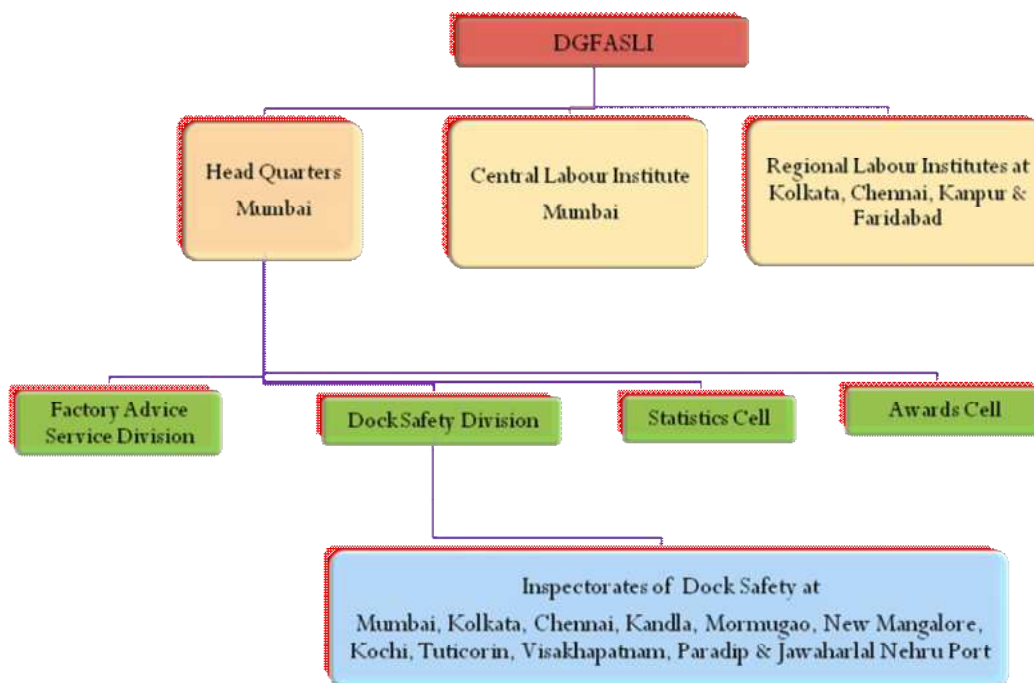 DGFASLI
Head Quarters
Mumbai
Central Labour Institute
Mumbai
Regional Labour Institutes at
Kolkata, Chennai, Kanpur &
Faridabad
Factory Advice
Service Division
Dock Safety Division
Statistics Cell
Awards Cell
Inspectorates of Dock Safety at
Mumbai, Kolkata, Chennai, Kandla, Mormugao, New Mangalore,
Kochi, Tuticorin, Visakhapatnam, Paradip & Jawaharlal Nehru Port